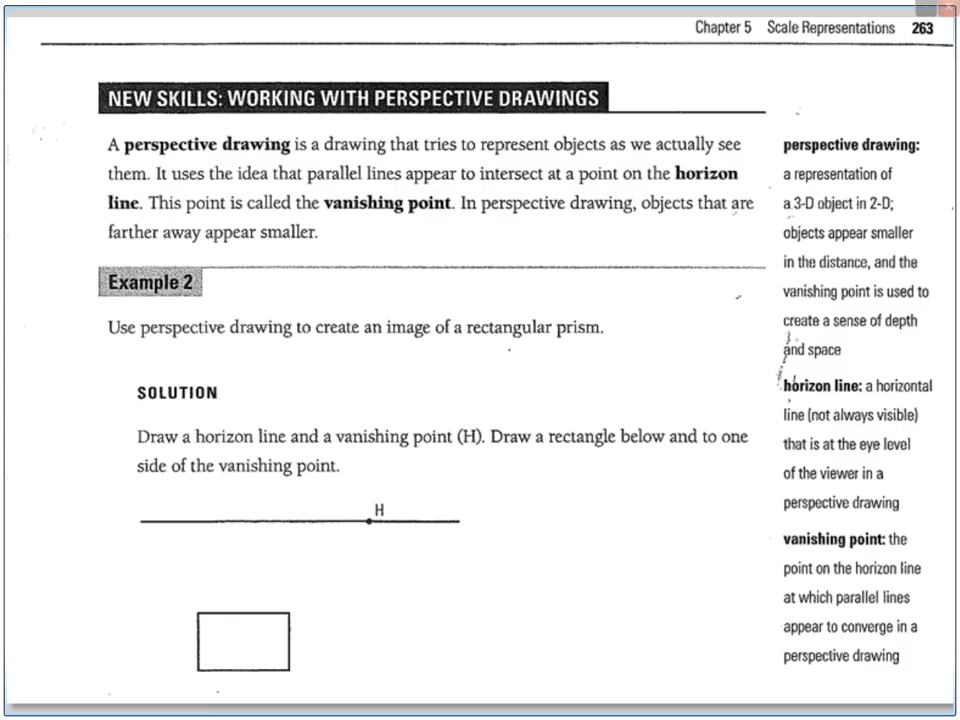 Chapter 5 Scale Representations 263
NEW SKILLS: WORKING WITH PERSPECTIVE DRAWINGS
A perspective drawing is a drawing that tries to represent objects as we actually see
them. It uses the idea that parallel lines appear to intersect at a point on the horizon
line. This point is called the vanishing point. In perspective drawing, objects that are
farther away appear smaller.
Example 2
Use perspective drawing to create an image of a rectangular prism.
SOLUTION
Draw a horizon line and a vanishing point (H). Draw a rectangle below and to one
side of the vanishing point.
H
perspective drawing:
a representation of
a 3-D object in 2-D;
objects appear smaller
in the distance, and the
vanishing point is used to
create a sense of depth
and space
horizon line: a horizontal
line (not always visible)
that is at the eye level
of the viewer in a
perspective drawing
vanishing point: the
point on the horizon line
at which parallel lines
appear to converge in a
perspective drawing